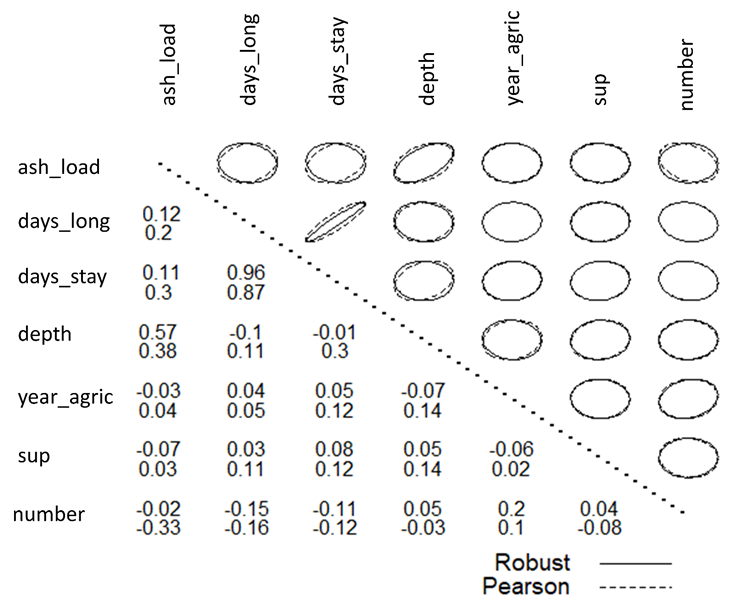 ash_load days_long days_stay depth year_agric sup number
ash_load
days_long 0.12
0.2
days_stay 0.11 0.96
0.3 0.87
depth 0.57 -0.1 -0.01
0.38 0.11 0.3
year_agric -0.03 0.04 0.05 -0.07
0.04 0.05 0.12 0.14
sup -0.07 0.03 0.08 0.05 -0.06
0.03 0.11 0.12 0.14 0.02
number -0.02 -0.15 -0.11 0.05 0.2 0.04
-0.33 -0.16 -0.12 -0.03 0.1 -0.08
Robust
Pearson